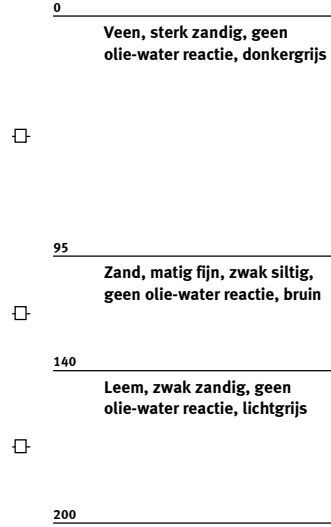 0
Veen, sterk zandig, geen
olie-water reactie, donkergrijs
95
Zand, matig fijn, zwak siltig,
geen olie-water reactie, bruin
140
Leem, zwak zandig, geen
olie-water reactie, lichtgrijs
200